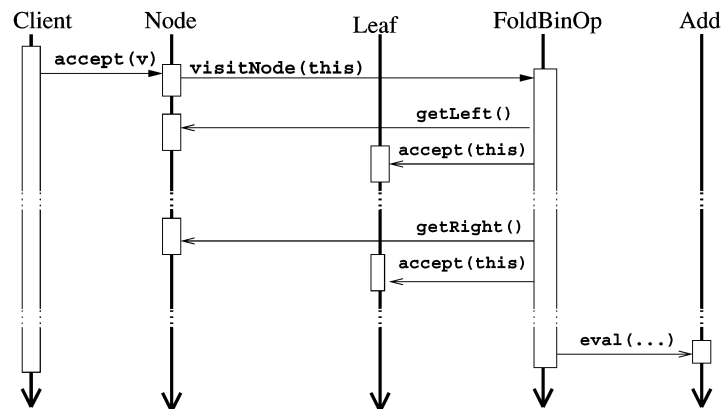 Client Node Leaf FoldBinOp Add
accept(v)
visitNode(this)
getLeft()
accept(this)
getRight()
accept(this)
eval(...)